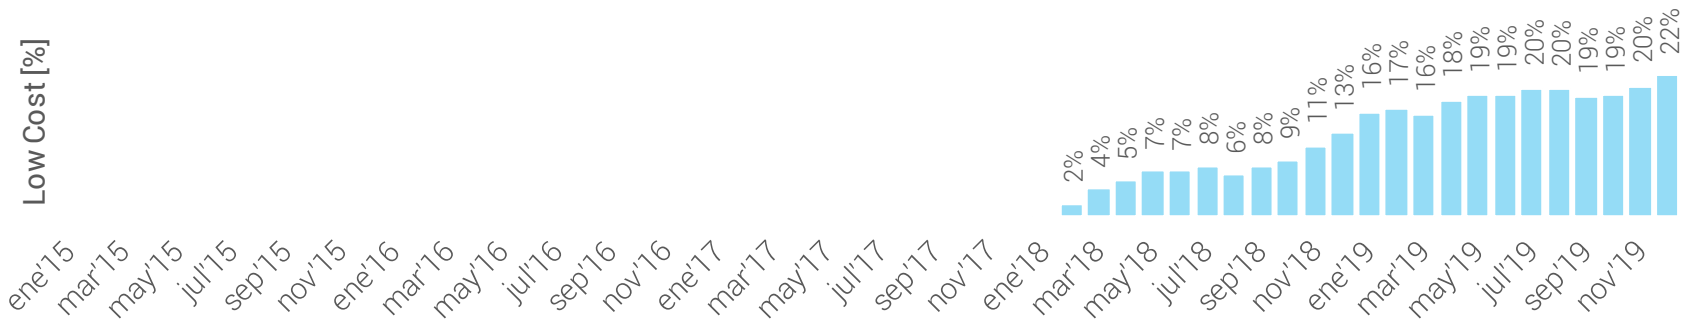 Low Cost [%]
2% 4% 5% 7% 7% 8% 6% 8% 9% 11% 13% 16% 17% 16% 18% 19% 19% 20% 20% 19% 19% 20% 22%
ene'15 mar'15 may'15 jul'15 sep'15 nov'15 ene'16 mar'16 may'16 jul'16 sep'16 nov'16 ene'17 mar'17 may'17 jul'17 sep'17 nov'17 ene'18 mar'18 may'18 jul'18 sep'18 nov'18 ene'19 mar'19 may'19 jul'19 sep'19 nov'19